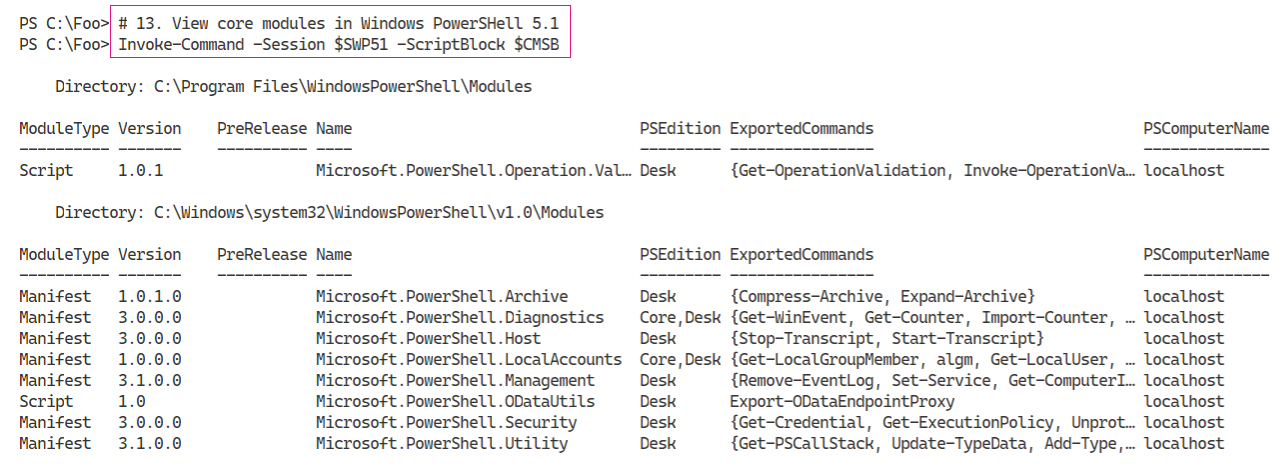 PS C:\Foo> # 13. View core modules in Windows PowerSHell 5.1
PS C:\Foo> Invoke-Command -Session $SWP51 -ScriptBlock $CMSB
Directory: C:\Program Files\WindowsPowerShell\Modules
ModuleType Version PreRelease Name PSEdition ExportedCommands PSComputerName
---------- ------- ---------- ---- --------- ---------------- --------------
Script 1.0.1 Microsoft.PowerShell.Operation.Val… Desk {Get-OperationValidation, Invoke-OperationVa… localhost
Directory: C:\Windows\system32\WindowsPowerShell\v1.0\Modules
ModuleType Version PreRelease Name PSEdition ExportedCommands PSComputerName
---------- ------- ---------- ---- --------- ---------------- --------------
Manifest 1.0.1.0 Microsoft.PowerShell.Archive Desk {Compress-Archive, Expand-Archive} localhost
Manifest 3.0.0.0 Microsoft.PowerShell.Diagnostics Core,Desk {Get-WinEvent, Get-Counter, Import-Counter, … localhost
Manifest 3.0.0.0 Microsoft.PowerShell.Host Desk {Stop-Transcript, Start-Transcript} localhost
Manifest 1.0.0.0 Microsoft.PowerShell.LocalAccounts Core,Desk {Get-LocalGroupMember, algm, Get-LocalUser, … localhost
Manifest 3.1.0.0 Microsoft.PowerShell.Management Desk {Remove-EventLog, Set-Service, Get-ComputerI… localhost
Script 1.0 Microsoft.PowerShell.ODataUtils Desk Export-ODataEndpointProxy localhost
Manifest 3.0.0.0 Microsoft.PowerShell.Security Desk {Get-Credential, Get-ExecutionPolicy, Unprot… localhost
Manifest 3.1.0.0 Microsoft.PowerShell.Utility Desk {Get-PSCallStack, Update-TypeData, Add-Type,… localhost